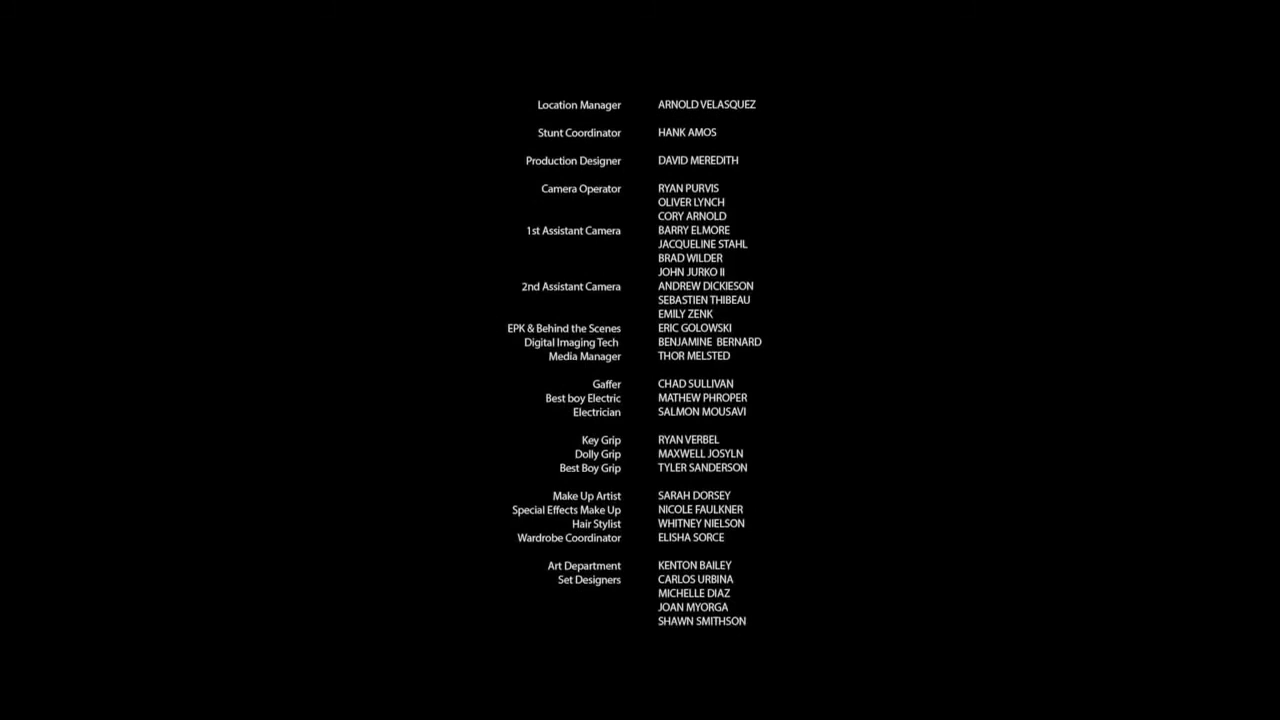 Location Manager ARNOLD VELASQUEZ
Stunt Coordinator HANK AMOS
Production Designer DAVID MEREDITH
Camera Operator RYAN PURVIS
OLIVER LYNCH
CORY ARNOLD
1st Assistant Camera BARRY ELMORE
JACQUELINE STAHL
BRAD WILDER
JOHN JURKO II
2nd Assistant Camera ANDREW DICKIESON
SEBASTIEN THIBEAU
EMILY ZENK
EPK & Behind the Scenes ERIC GOLOWSKI
Digital Imaging Tech BENJAMINE BERNARD
Media Manager THOR MELSTED
Gaffer CHAD SULLIVAN
Best boy Electric MATHEW PHROPER
Electrician SALMON MOUSAVI
Key Grip RYAN VERBEL
Dolly Grip MAXWELL JOSYLN
Best Boy Grip TYLER SANDERSON
Make Up Artist SARAH DORSEY
Special Effects Make Up NICOLE FAULKNER
Hair Stylist WHITNEY NIELSON
Wardrobe Coordinator ELISHA SORCE
Art Department KENTON BAILEY
Set Designers CARLOS URBINA
MICHELLE DIAZ
JOAN MYORGA
SHAWN SMITHSON